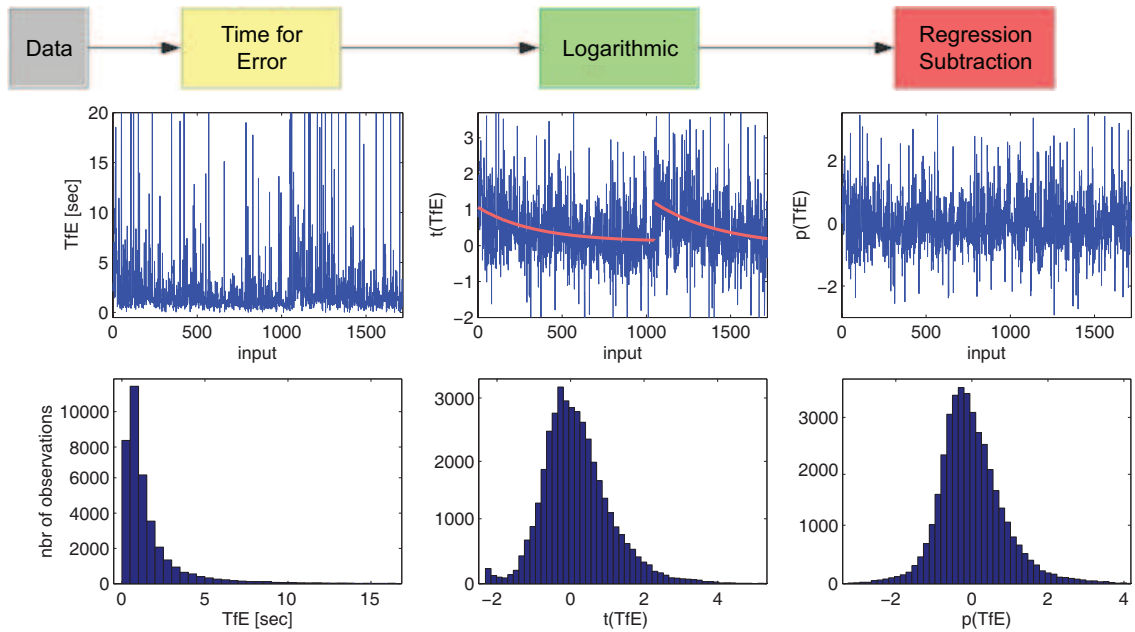 Data
Time for
Error
Logarithmic
Regression
Subtraction
20
15
10
5
0
TfE [sec]
0 500 1000 1500
input
3
2
1
0
−1
−2
t(TfE)
0 500 1000 1500
input
2
0
−2
p(TfE)
0 500 1000 1500
input
10000
8000
6000
4000
2000
0
nbr of observations
0 5 10 15
TfE [sec]
3000
2000
1000
0
−2 0 2 4
t(TfE)
3000
2000
1000
0
−2 0 2 4
p(TfE)